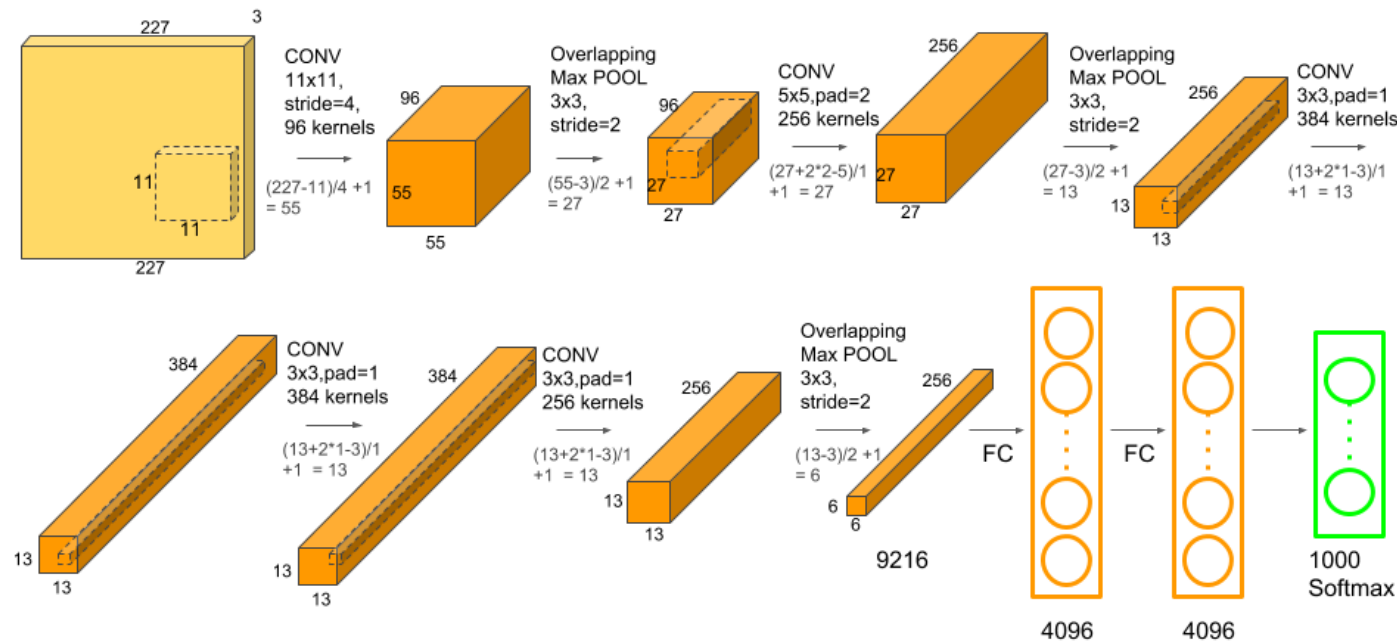 227
3
11
11
227
CONV
11x11,
stride=4,
96 kernels
(227-11)/4 +1
= 55
96
55
55
Overlapping
Max POOL
3x3,
stride=2
(55-3)/2 +1
= 27
96
27
27
CONV
5x5,pad=2
256 kernels
(27+2*2-5)/1
+1 = 27
256
27
27
Overlapping
Max POOL
3x3,
stride=2
(27-3)/2 +1
= 13
256
13
13
CONV
3x3,pad=1
384 kernels
(13+2*1-3)/1
+1 = 13
384
13
13
CONV
3x3,pad=1
384 kernels
(13+2*1-3)/1
+1 = 13
384
13
13
CONV
3x3,pad=1
256 kernels
(13+2*1-3)/1
+1 = 13
256
13
13
Overlapping
Max POOL
3x3,
stride=2
(13-3)/2 +1
= 6
256
6
6
9216
FC
4096
FC
4096
1000
Softmax